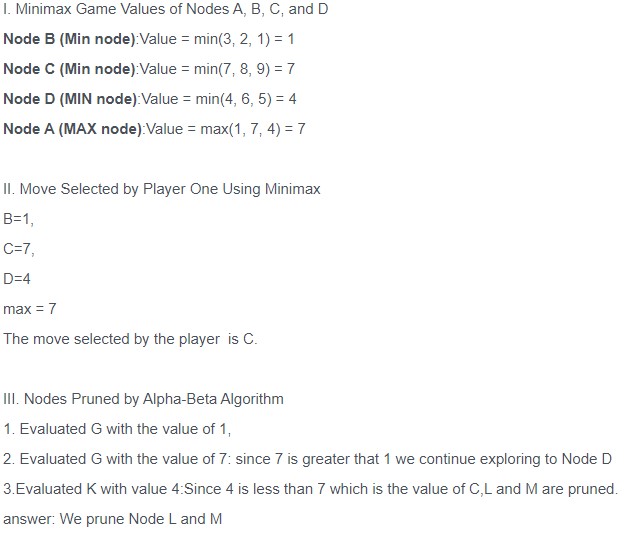 I. Minimax Game Values of Nodes A, B, C, and D
Node B (Min node):Value = min(3, 2, 1) = 1
Node C (Min node):Value = min(7, 8, 9) = 7
Node D (MIN node):Value = min(4, 6, 5) = 4
Node A (MAX node):Value = max(1, 7, 4) = 7
II. Move Selected by Player One Using Minimax
B=1,
C=7,
D=4
max = 7
The move selected by the player  is C.
III. Nodes Pruned by Alpha-Beta Algorithm
1. Evaluated G with the value of 1,
2. Evaluated G with the value of 7: since 7 is greater that 1 we continue exploring to Node D
3.Evaluated K with value 4:Since 4 is less than 7 which is the value of C,L and M are pruned.
answer: We prune Node L and M